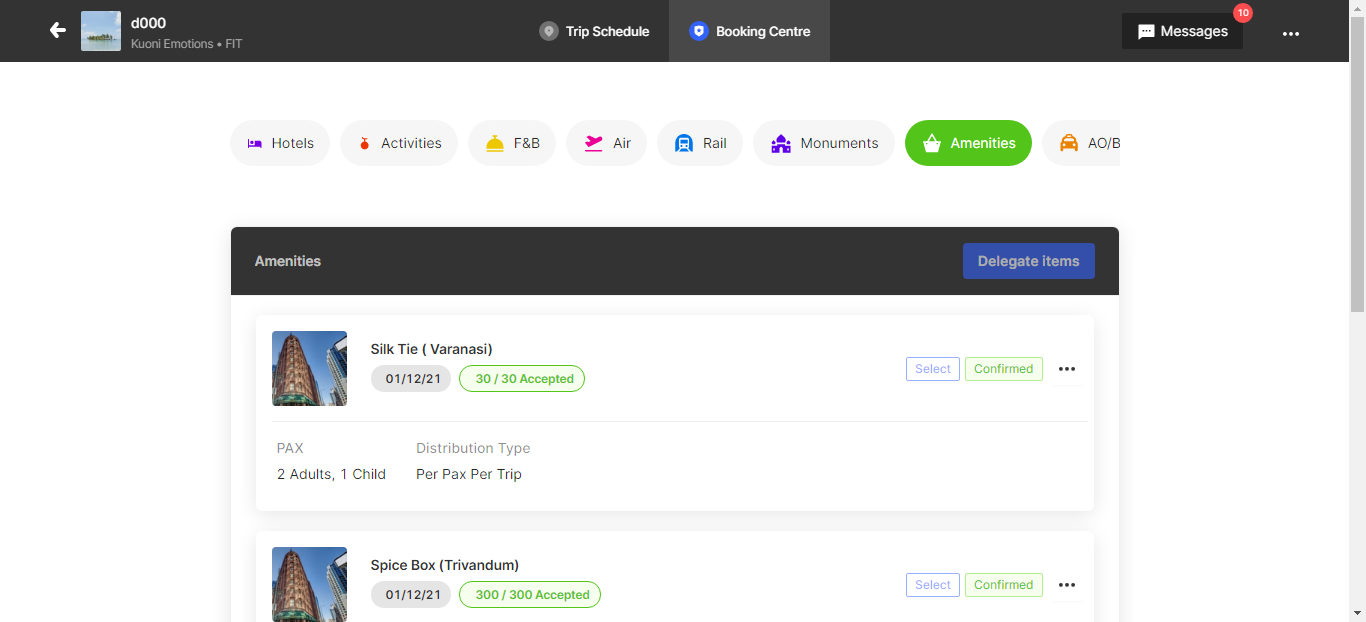 d000
Kuoni Emotions • FIT
Trip Schedule
Booking Centre
Messages
10
Hotels
Activities
F&B
Air
Rail
Monuments
Amenities
AO/B
Amenities
Delegate items
Silk Tie ( Varanasi)
01/12/21
30 / 30 Accepted
Select
Confirmed
PAX
Distribution Type
2 Adults, 1 Child
Per Pax Per Trip
Spice Box (Trivandum)
01/12/21
300 / 300 Accepted
Select
Confirmed